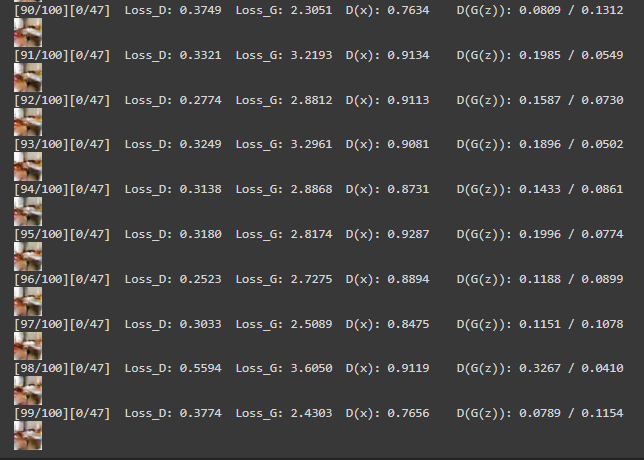 [90/100][0/47] Loss_D: 0.3749 Loss_G: 2.3051 D(x): 0.7634 D(G(z)): 0.0809 / 0.1312
[91/100][0/47] Loss_D: 0.3321 Loss_G: 3.2193 D(x): 0.9134 D(G(z)): 0.1985 / 0.0549
[92/100][0/47] Loss_D: 0.2774 Loss_G: 2.8812 D(x): 0.9113 D(G(z)): 0.1587 / 0.0730
[93/100][0/47] Loss_D: 0.3249 Loss_G: 3.2961 D(x): 0.9081 D(G(z)): 0.1896 / 0.0502
[94/100][0/47] Loss_D: 0.3138 Loss_G: 2.8868 D(x): 0.8731 D(G(z)): 0.1433 / 0.0861
[95/100][0/47] Loss_D: 0.3180 Loss_G: 2.8174 D(x): 0.9287 D(G(z)): 0.1996 / 0.0774
[96/100][0/47] Loss_D: 0.2523 Loss_G: 2.7275 D(x): 0.8894 D(G(z)): 0.1188 / 0.0899
[97/100][0/47] Loss_D: 0.3033 Loss_G: 2.5089 D(x): 0.8475 D(G(z)): 0.1151 / 0.1078
[98/100][0/47] Loss_D: 0.5594 Loss_G: 3.6050 D(x): 0.9119 D(G(z)): 0.3267 / 0.0410
[99/100][0/47] Loss_D: 0.3774 Loss_G: 2.4303 D(x): 0.7656 D(G(z)): 0.0789 / 0.1154